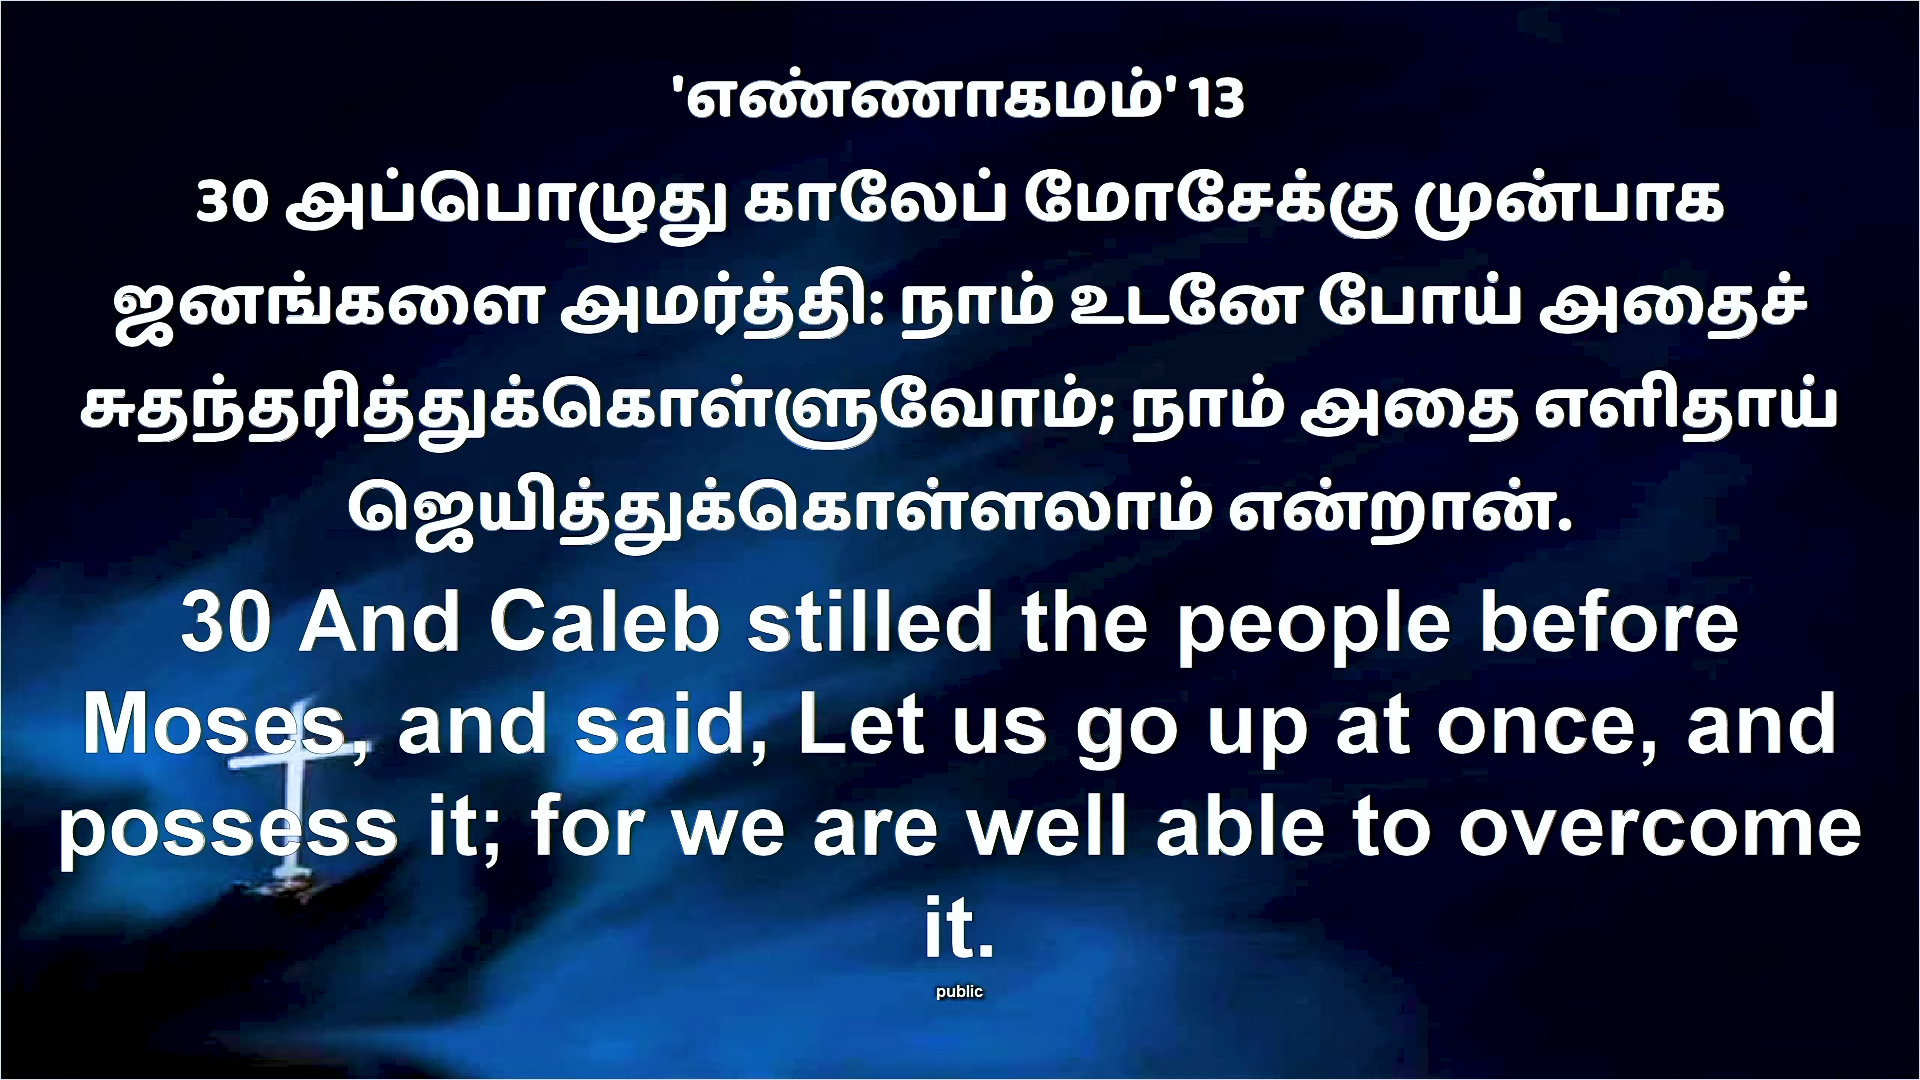 'எண்ணாகமம்' 13
30 அப்பொழுது காலேப் மோசேக்கு முன்பாக
ஜனங்களை அமர்த்தி: நாம் உடனே போய் அதைச்
சுதந்தரித்துக்கொள்ளுவோம்; நாம் அதை எளிதாய்
ஜெயித்துக்கொள்ளலாம் என்றான்.
30 And Caleb stilled the people before
Moses, and said, Let us go up at once, and
possess it; for we are well able to overcome
it.
public